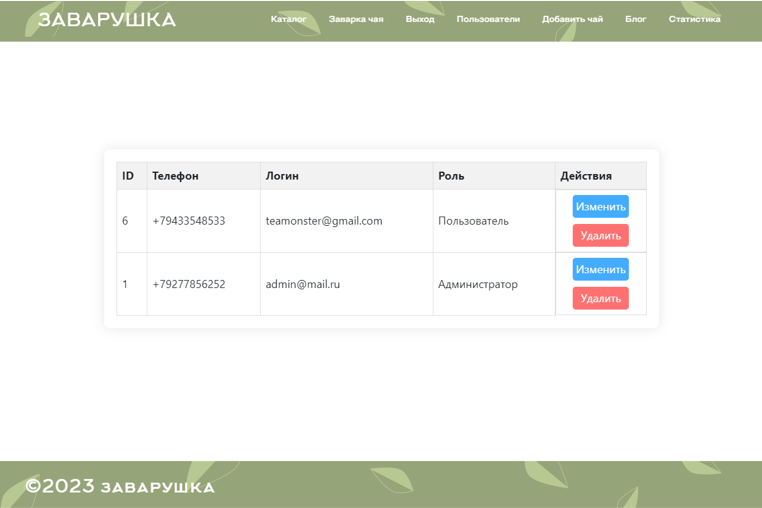 ЗАВАРУШКА
Каталог Заварка чая Выход Пользователи Добавить чай Блог Статистика
ID Телефон Логин Роль Действия
6 +79433548533 teamonster@gmail.com Пользователь Изменить
Удалить
1 +79277856252 admin@mail.ru Администратор Изменить
Удалить
©2023 ЗАВАРУШКА